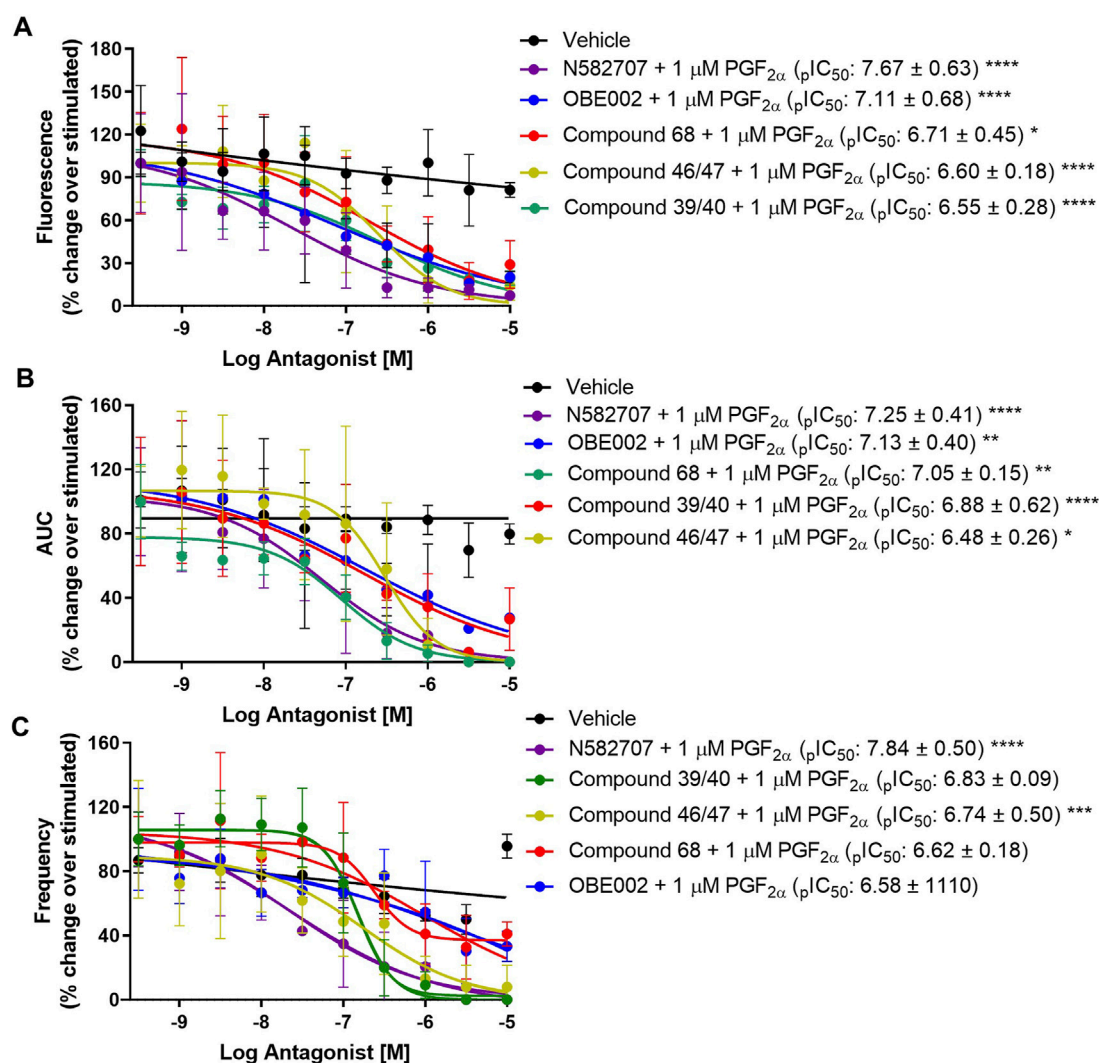 A
Fluorescence
(% change over stimulated)
180
150
120
90
60
30
0
-9
-8
-7
-6
-5
Log Antagonist [M]
Vehicle
N582707 + 1 μM PGF2α (pIC50: 7.67 ± 0.63) ****
OBE002 + 1 μM PGF2α (pIC50: 7.11 ± 0.68) ****
Compound 68 + 1 μM PGF2α (pIC50: 6.71 ± 0.45) *
Compound 46/47 + 1 μM PGF2α (pIC50: 6.60 ± 0.18) ****
Compound 39/40 + 1 μM PGF2α (pIC50: 6.55 ± 0.28) ****
B
AUC
(% change over stimulated)
160
120
80
40
0
-9
-8
-7
-6
-5
Log Antagonist [M]
Vehicle
N582707 + 1 μM PGF2α (pIC50: 7.25 ± 0.41) ****
OBE002 + 1 μM PGF2α (pIC50: 7.13 ± 0.40) **
Compound 68 + 1 μM PGF2α (pIC50: 7.05 ± 0.15) **
Compound 39/40 + 1 μM PGF2α (pIC50: 6.88 ± 0.62) ****
Compound 46/47 + 1 μM PGF2α (pIC50: 6.48 ± 0.26) *
C
Frequency
(% change over stimulated)
160
120
80
40
0
-9
-8
-7
-6
-5
Log Antagonist [M]
Vehicle
N582707 + 1 μM PGF2α (pIC50: 7.84 ± 0.50) ****
Compound 39/40 + 1 μM PGF2α (pIC50: 6.83 ± 0.09)
Compound 46/47 + 1 μM PGF2α (pIC50: 6.74 ± 0.50) ***
Compound 68 + 1 μM PGF2α (pIC50: 6.62 ± 0.18)
OBE002 + 1 μM PGF2α (pIC50: 6.58 ± 1110)